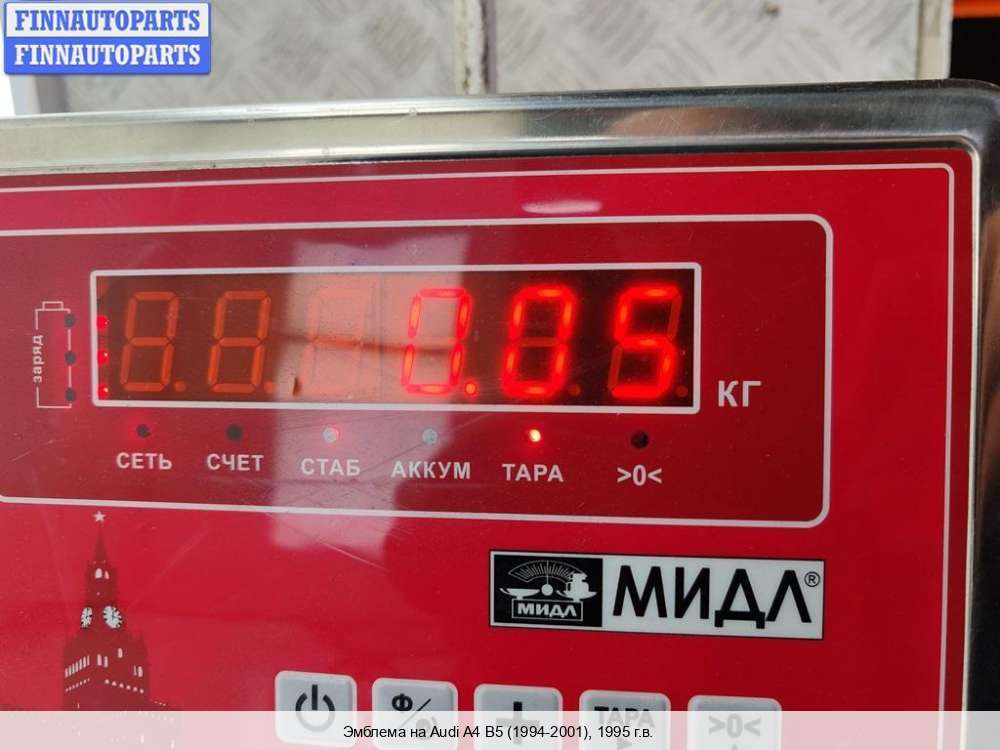 FINNAUTOPARTS
FINNAUTOPARTS
0.05
КГ
заряд
СЕТЬ СЧЕТ СТАБ АККУМ ТАРА >0<
МИДЛ МИДЛ®
ТАРА >0<
Эмблема на Audi A4 B5 (1994-2001), 1995 г.в.